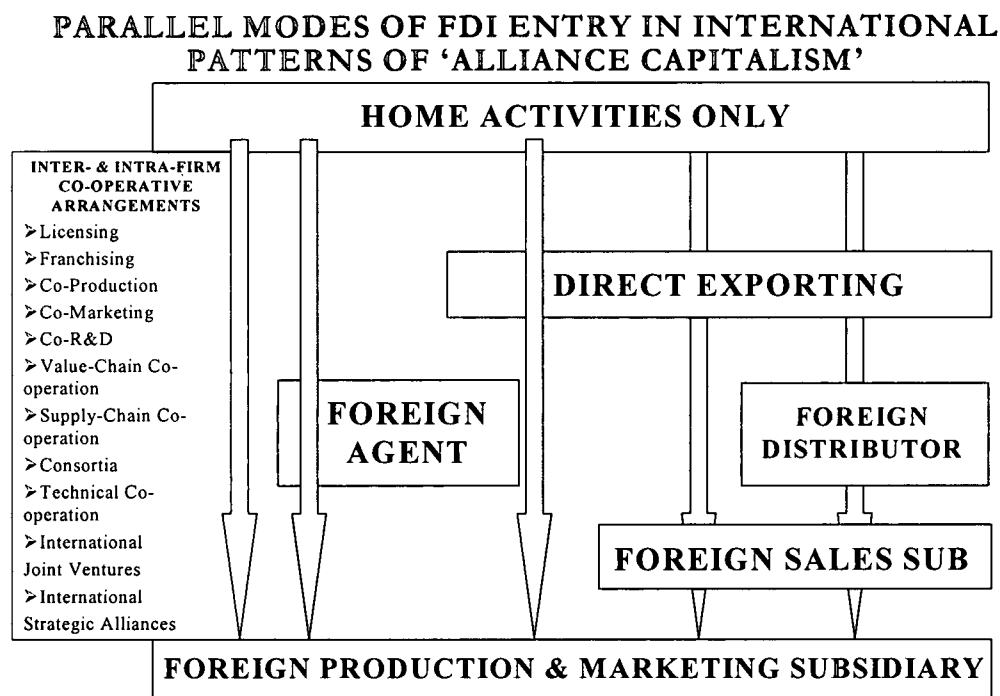 PARALLEL MODES OF FDI ENTRY IN INTERNATIONAL
PATTERNS OF ‘ALLIANCE CAPITALISM’
HOME ACTIVITIES ONLY
INTER- & INTRA-FIRM
CO-OPERATIVE
ARRANGEMENTS
➢Licensing
➢Franchising
➢Co-Production
➢Co-Marketing
➢Co-R&D
➢Value-Chain Co-
operation
➢Supply-Chain Co-
operation
➢Consortia
➢Technical Co-
operation
➢International
Joint Ventures
➢International
Strategic Alliances
DIRECT EXPORTING
FOREIGN
AGENT
FOREIGN
DISTRIBUTOR
FOREIGN SALES SUB
FOREIGN PRODUCTION & MARKETING SUBSIDIARY